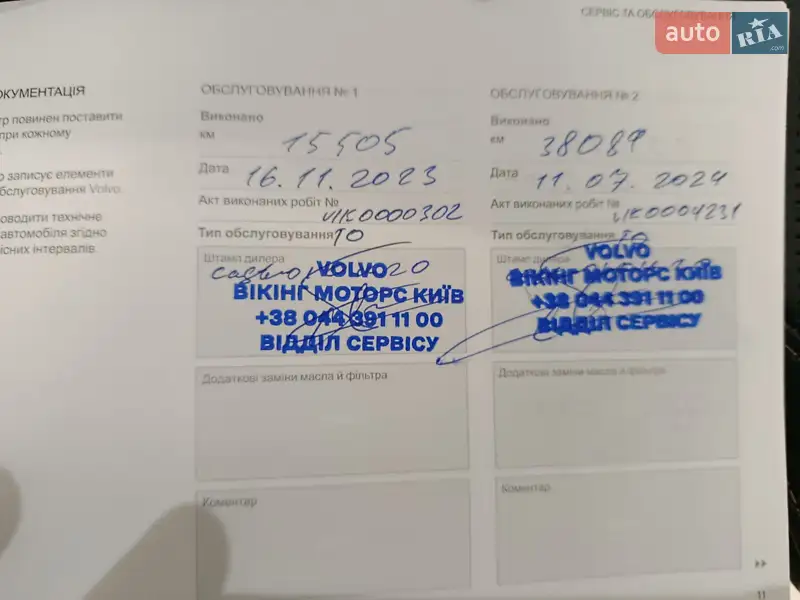 СЕРВІС ТА ОБСЛУГОВУВАННЯ
auto RIA .com
ОКУМЕНТАЦІЯ
р повинен поставити
при кожному
о записує елементи
бслуговування Volvo.
оводити технічне
автомобіля згідно
існих інтервалів.
ОБСЛУГОВУВАННЯ № 1
Виконано
км 15505
Дата 16.11.2023
Акт виконаних робіт № VIK0000302
Тип обслуговування ТО
Штамп дилера
VOLVO
ВІКІНГ МОТОРС КИЇВ
+38 044 391 11 00
ВІДДІЛ СЕРВІСУ
Додаткові заміни масла й фільтра
Коментар
ОБСЛУГОВУВАННЯ № 2
Виконано
км 38089
Дата 11.07.2024
Акт виконаних робіт № VIK0004231
Тип обслуговування ТО
Штамп дилера
VOLVO
ВІКІНГ МОТОРС КИЇВ
+38 044 391 11 00
ВІДДІЛ СЕРВІСУ
Додаткові заміни масла й фільтра
Коментар
11